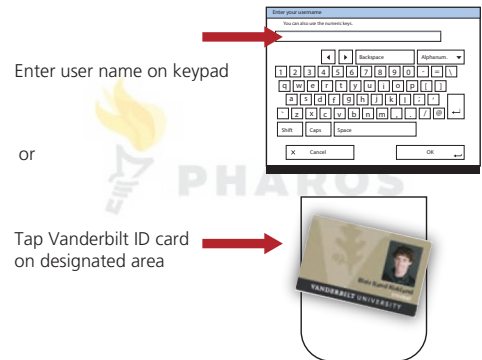 Enter your username
You can also use the numeric keys.
Backspace
Alphanum.
1 2 3 4 5 6 7 8 9 0 - = \
q w e r t y u i o p [ ]
a s d f g h j k l ; '
` z x c v b n m , . / @
Shift Caps Space
X Cancel OK
Enter user name on keypad
or
PHAROS
Tap Vanderbilt ID card
on designated area
VANDERBILT UNIVERSITY